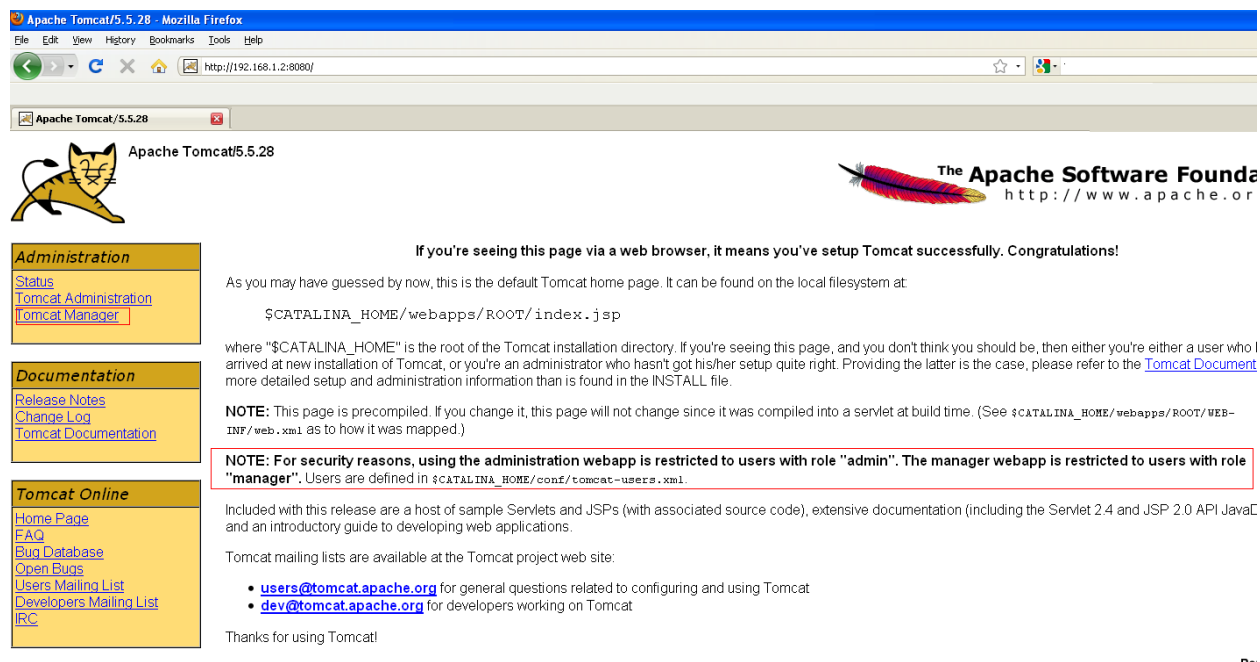 Apache Tomcat/5.5.28 - Mozilla Firefox
File Edit View History Bookmarks Tools Help
http://192.168.1.2:8080/
Apache Tomcat/5.5.28
Apache Tomcat/5.5.28
The Apache Software Founda
http://www.apache.or
Administration
Status
Tomcat Administration
Tomcat Manager
Documentation
Release Notes
Change Log
Tomcat Documentation
Tomcat Online
Home Page
FAQ
Bug Database
Open Bugs
Users Mailing List
Developers Mailing List
IRC
If you're seeing this page via a web browser, it means you've setup Tomcat successfully. Congratulations!
As you may have guessed by now, this is the default Tomcat home page. It can be found on the local filesystem at:
$CATALINA_HOME/webapps/ROOT/index.jsp
where "$CATALINA_HOME" is the root of the Tomcat installation directory. If you're seeing this page, and you don't think you should be, then either you're either a user who
arrived at new installation of Tomcat, or you're an administrator who hasn't got his/her setup quite right. Providing the latter is the case, please refer to the Tomcat Document
more detailed setup and administration information than is found in the INSTALL file.
NOTE: This page is precompiled. If you change it, this page will not change since it was compiled into a servlet at build time. (See $CATALINA_HOME/webapps/ROOT/WEB-
INF/web.xml as to how it was mapped.)
NOTE: For security reasons, using the administration webapp is restricted to users with role "admin". The manager webapp is restricted to users with role
"manager". Users are defined in $CATALINA_HOME/conf/tomcat-users.xml.
Included with this release are a host of sample Servlets and JSPs (with associated source code), extensive documentation (including the Servlet 2.4 and JSP 2.0 API JavaD
and an introductory guide to developing web applications.
Tomcat mailing lists are available at the Tomcat project web site:
• users@tomcat.apache.org for general questions related to configuring and using Tomcat
• dev@tomcat.apache.org for developers working on Tomcat
Thanks for using Tomcat!